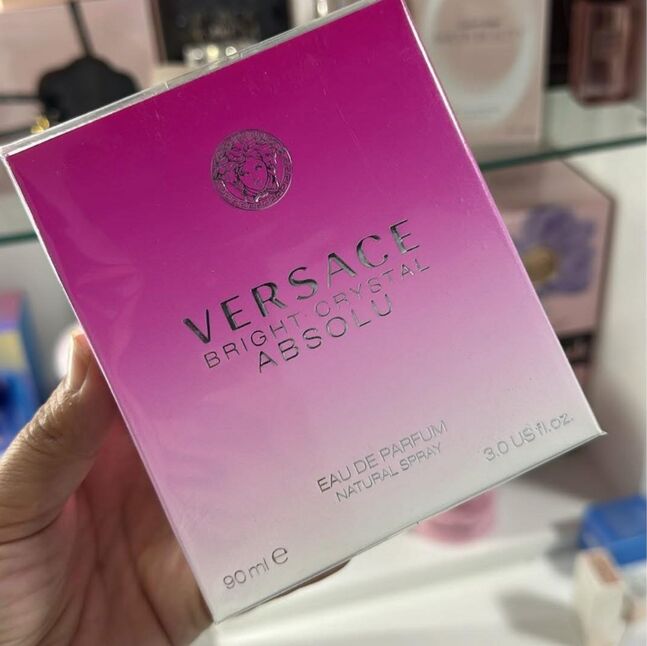 VERSACE
BRIGHT CRYSTAL
ABSOLU
EAU DE PARFUM
NATURAL SPRAY
90 ml e 3.0 US fl.oz.